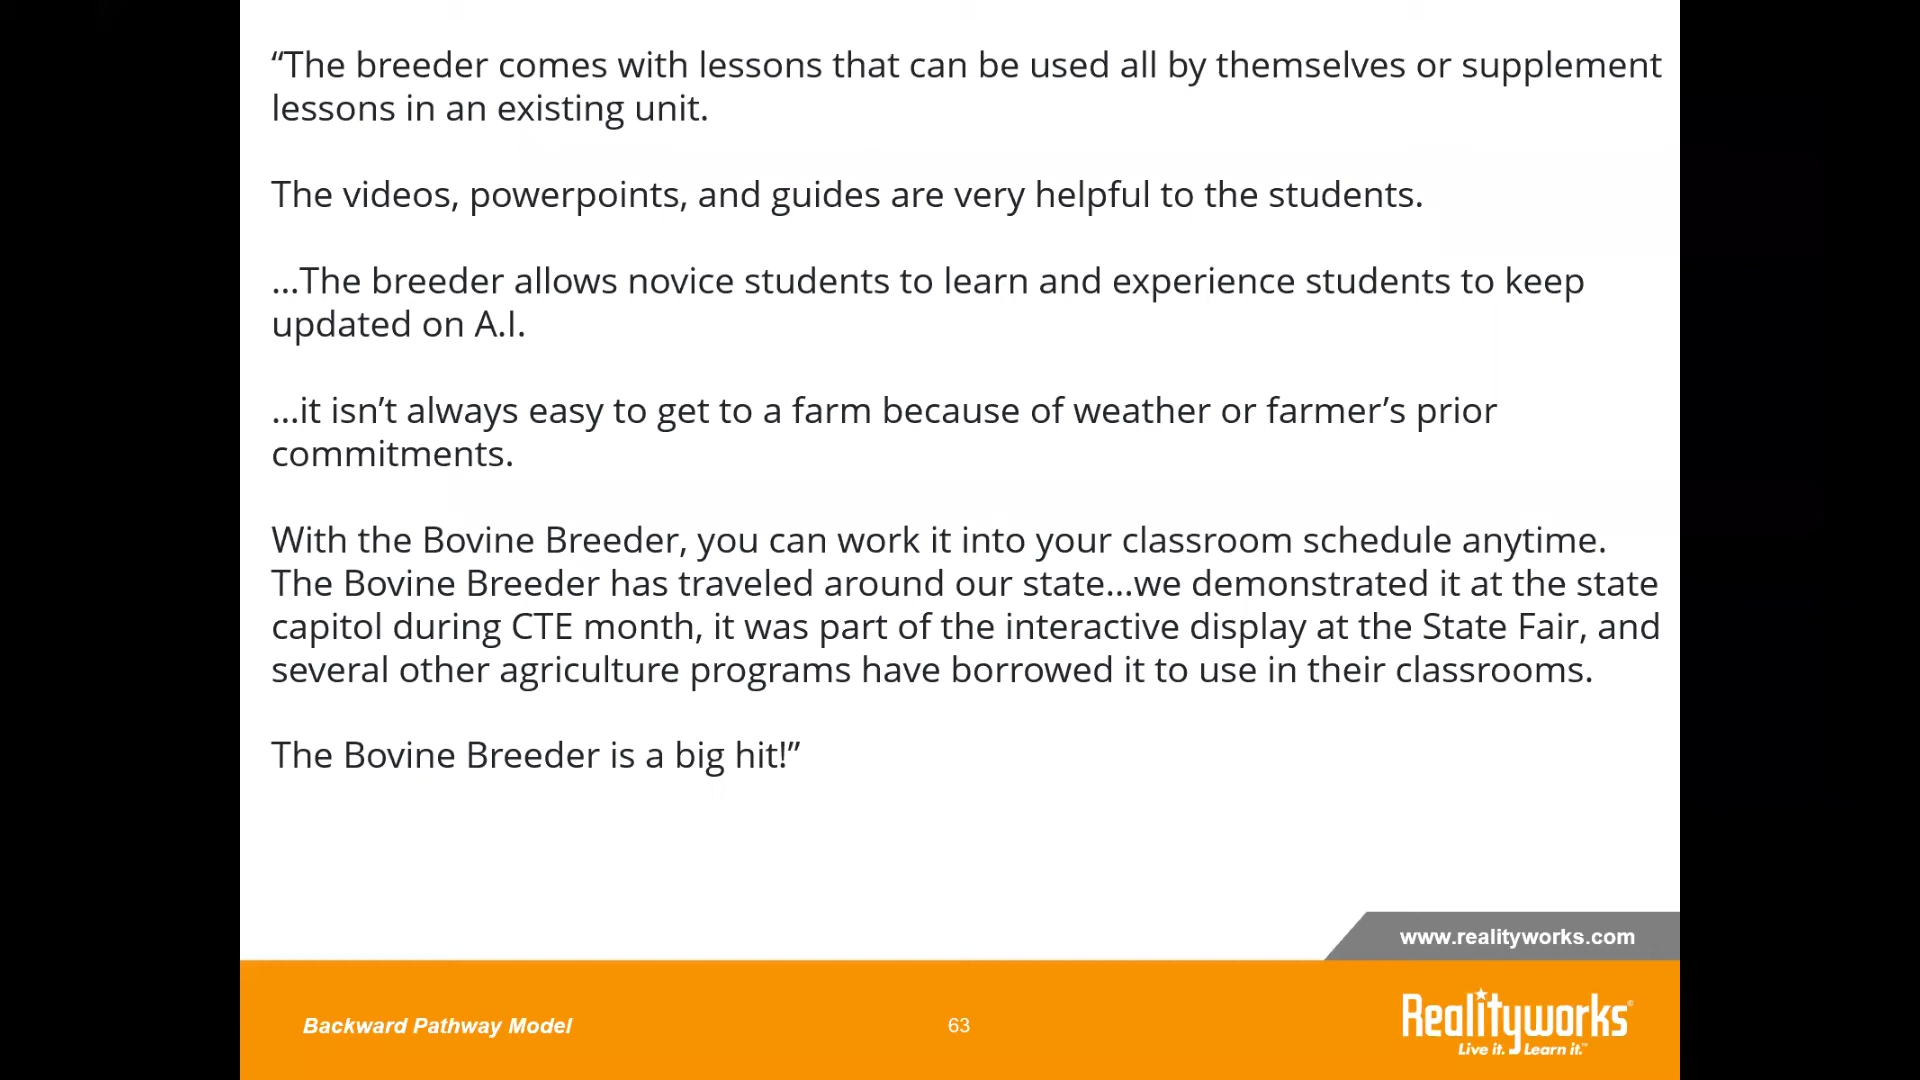 “The breeder comes with lessons that can be used all by themselves or supplement
lessons in an existing unit.
The videos, powerpoints, and guides are very helpful to the students.
...The breeder allows novice students to learn and experience students to keep
updated on A.I.
...it isn’t always easy to get to a farm because of weather or farmer’s prior
commitments.
With the Bovine Breeder, you can work it into your classroom schedule anytime.
The Bovine Breeder has traveled around our state...we demonstrated it at the state
capitol during CTE month, it was part of the interactive display at the State Fair, and
several other agriculture programs have borrowed it to use in their classrooms.
The Bovine Breeder is a big hit!”
www.realityworks.com
Backward Pathway Model
63
Realityworks®
Live it. Learn it.™